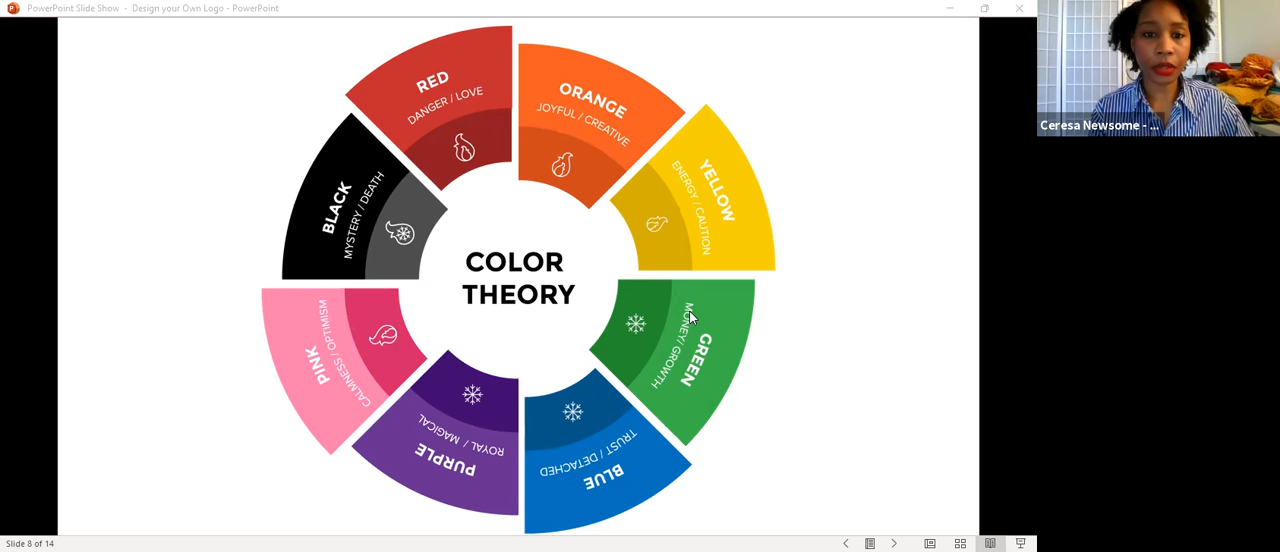 PowerPoint Slide Show - Design your Own Logo - PowerPoint
Ceresa Newsome - ...
RED
DANGER / LOVE
ORANGE
JOYFUL / CREATIVE
YELLOW
ENERGY / CAUTION
GREEN
MONEY/ GROWTH
BLUE
TRUST / DETACHED
PURPLE
ROYAL / MAGICAL
PINK
CALMNESS / OPTIMISM
BLACK
MYSTERY / DEATH
COLOR
THEORY
Slide 8 of 14